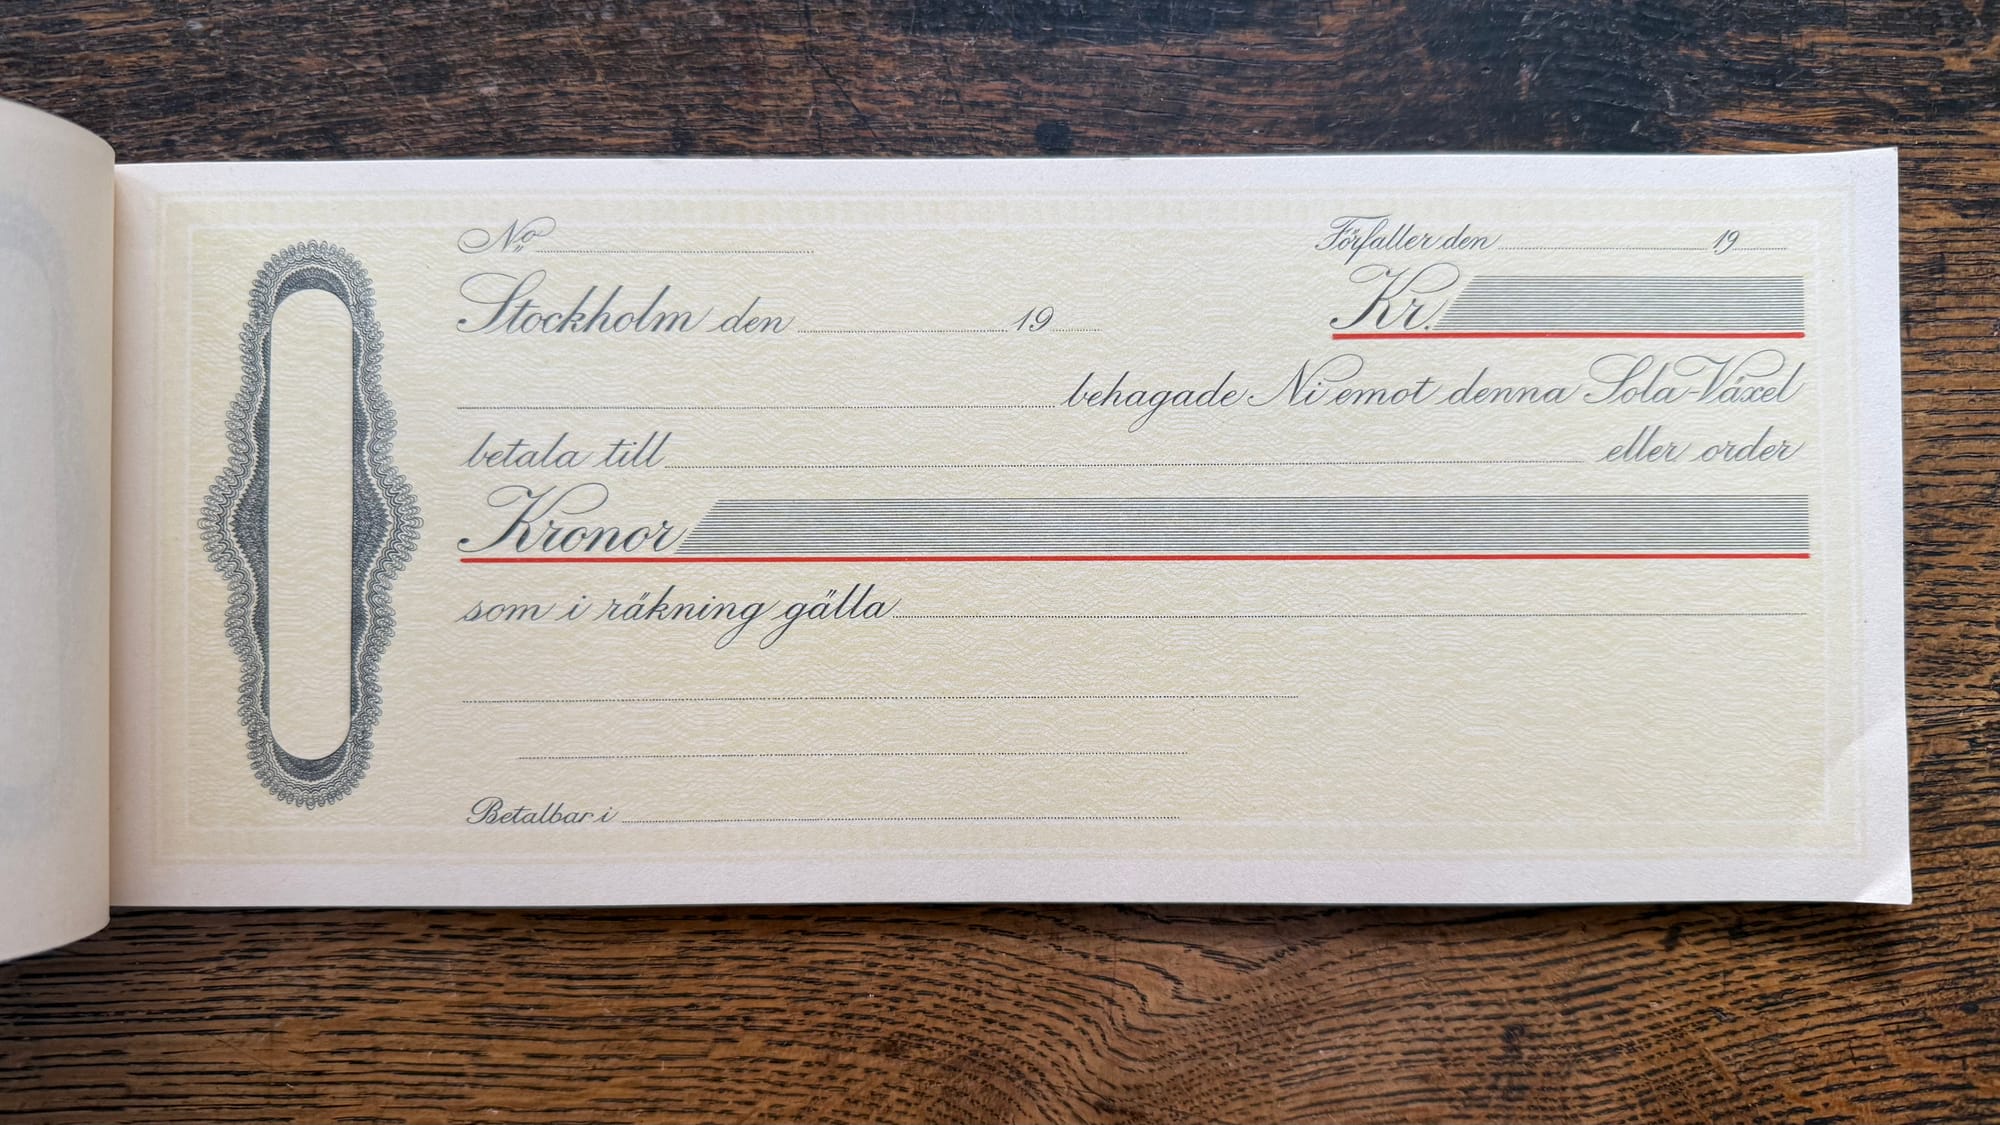 No
Förfaller den 19
Stockholm den 19
Kr.
behagade Ni emot denna Sola-Växel
betala till eller order
Kronor
som i räkning gälla
Betalbar i